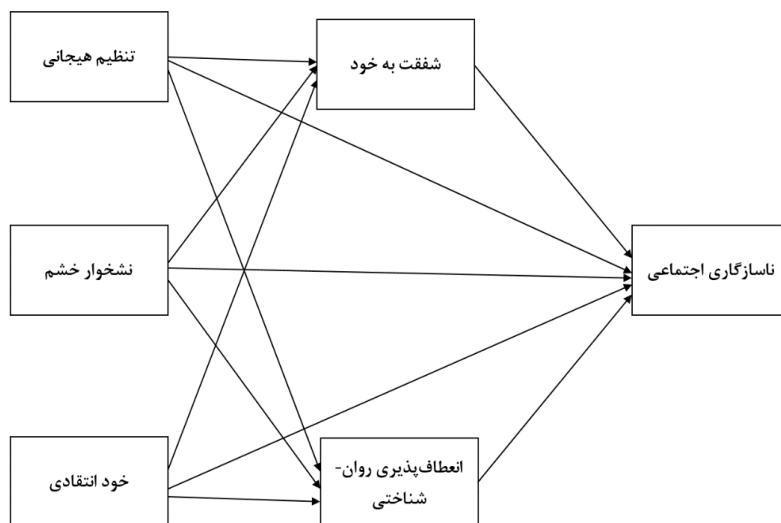 تنظیم هیجانی
شفقت به خود
نشخوار خشم
ناسازگاری اجتماعی
خود انتقادی
انعطاف‌پذیری روان-
شناختی